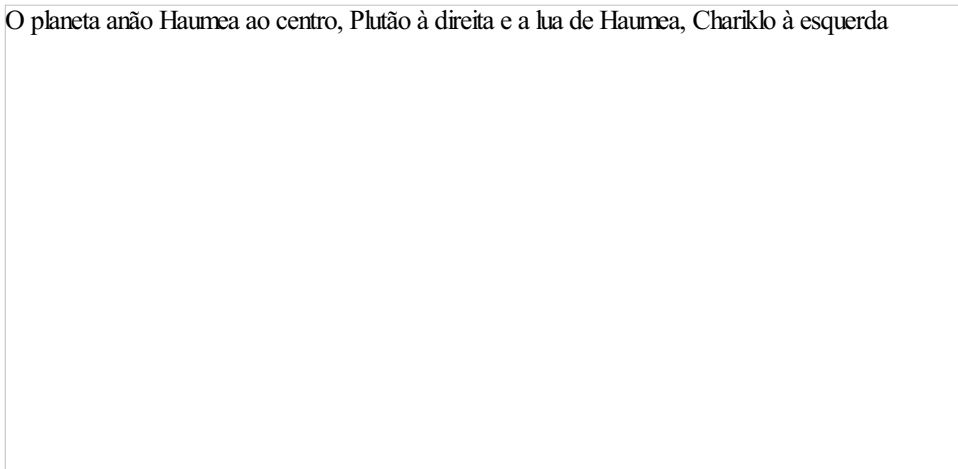 O planeta anão Haumea ao centro, Plutão à direita e a lua de Haumea, Chariklo à esquerda